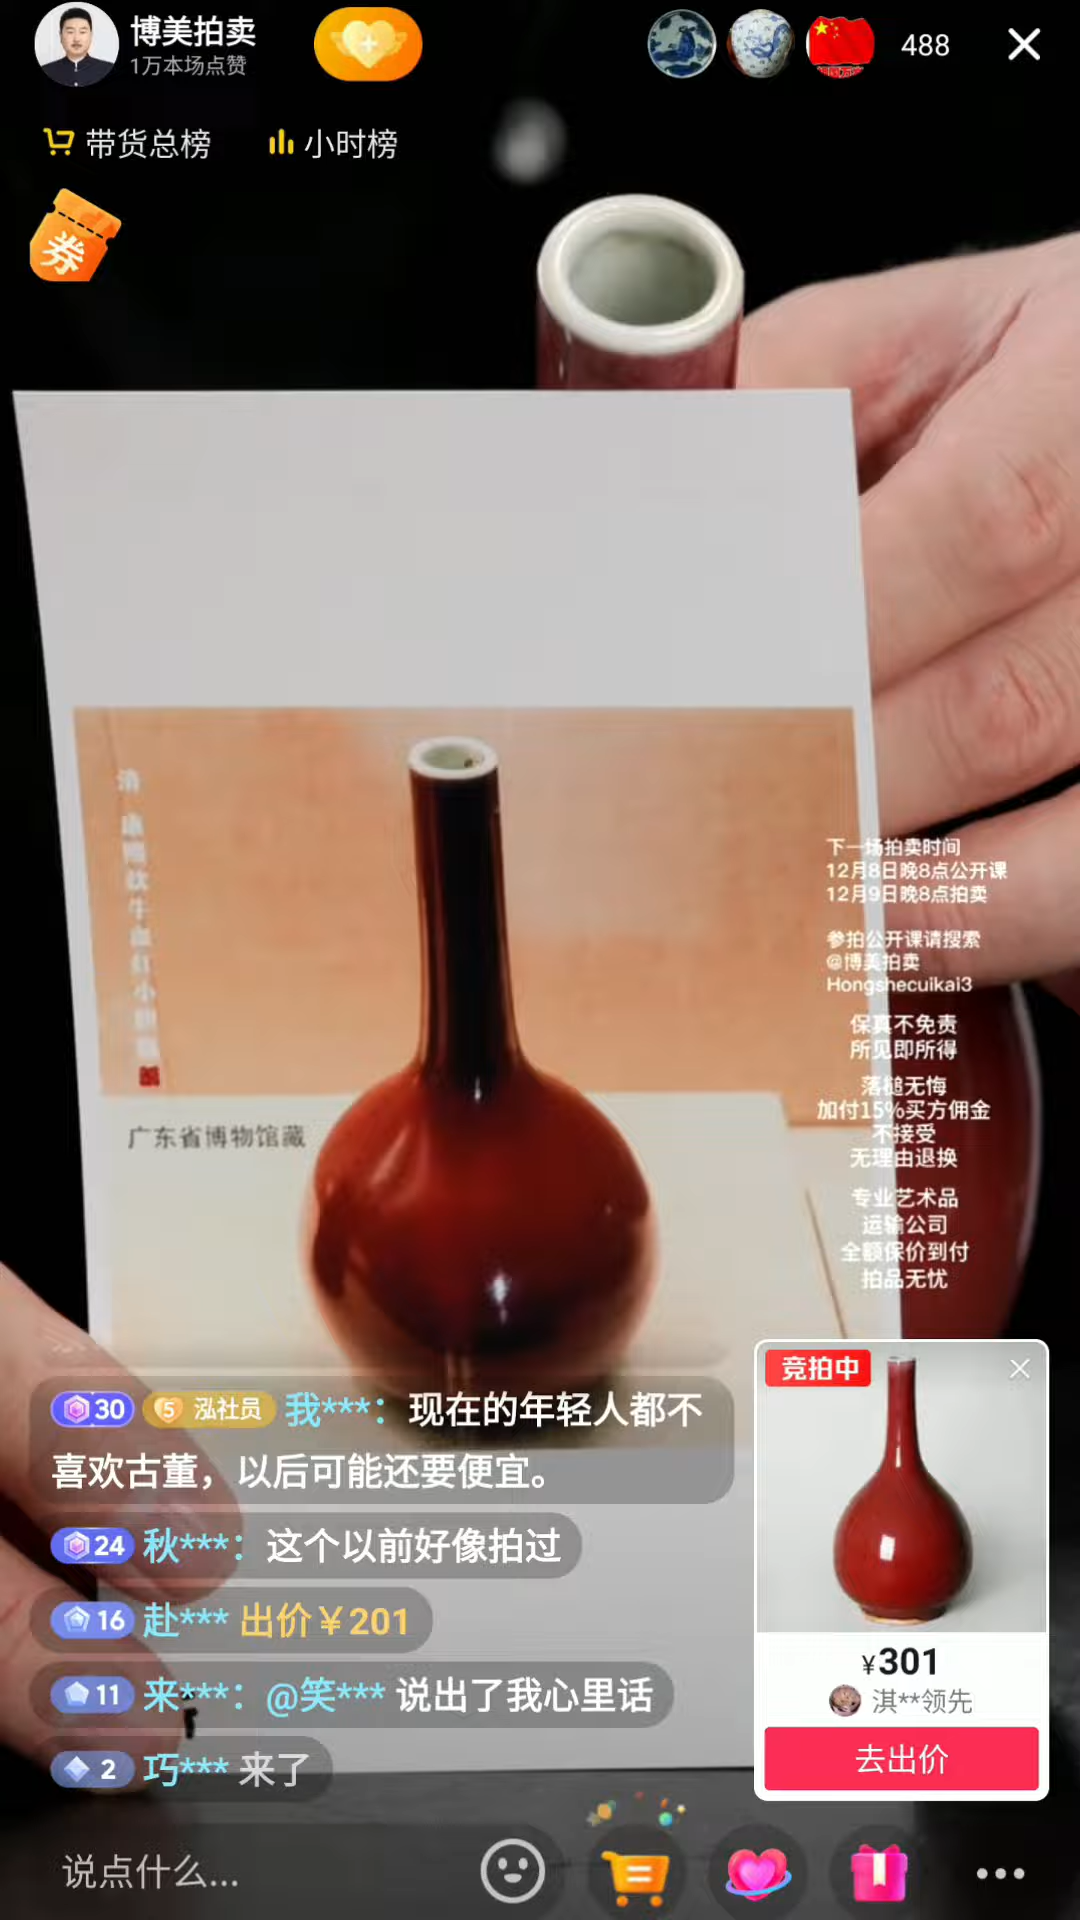 博美拍卖
1万本场点赞
488
带货总榜
小时榜
券
清
广东省博物馆藏
下一场拍卖时间
12月8日晚8点公开课
12月9日晚8点拍卖
参拍公开课请搜索
@博美拍卖
Hongshecuikai3
保真不免责
所见即所得
落槌无悔
加付15%买方佣金
不接受
无理由退换
专业艺术品
运输公司
全额保价到付
拍品无忧
30 5 泓社员 我***：现在的年轻人都不
喜欢古董，以后可能还要便宜。
24 秋***：这个以前好像拍过
16 赴*** 出价￥201
11 来***：@笑*** 说出了我心里话
2 巧*** 来了
竞拍中
¥301
淇**领先
去出价
说点什么...